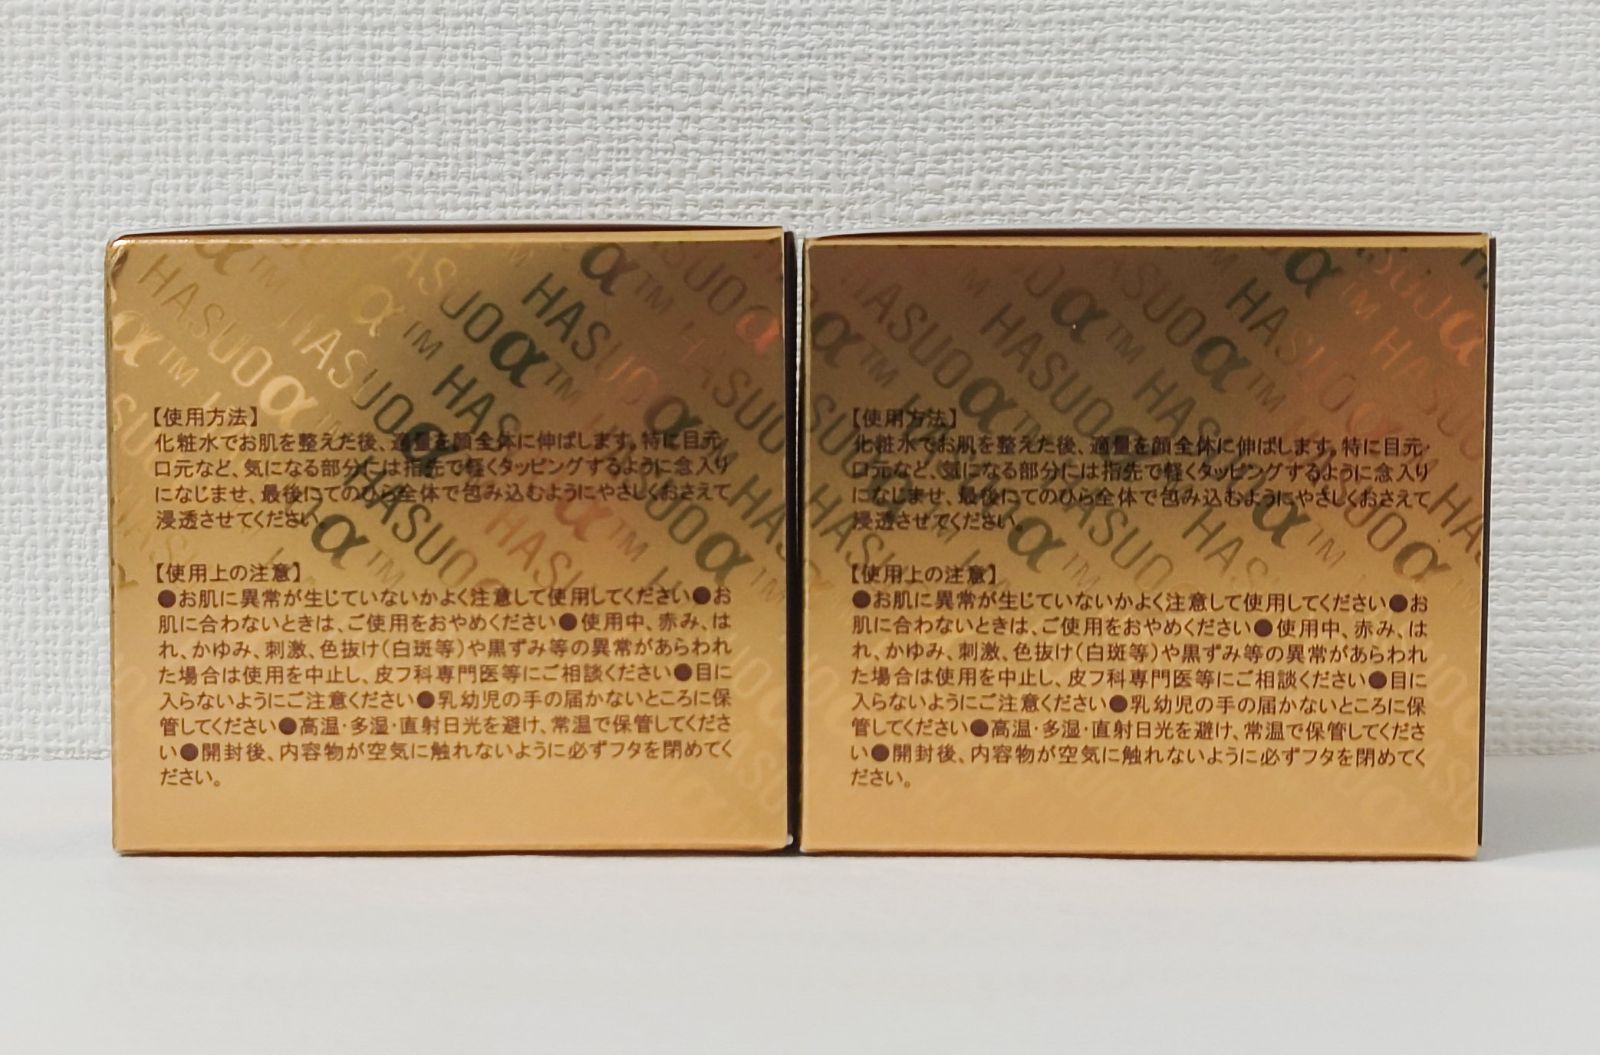 【使用方法】
化粧水でお肌を整えた後、適量を顔全体に伸ばします。特に目元・
口元など、気になる部分には指先で軽くタッピングするように念入り
になじませ、最後にてのひら全体で包み込むようにやさしくおさえて
浸透させてください。
【使用上の注意】
●お肌に異常が生じていないかよく注意して使用してください●お
肌に合わないときは、ご使用をおやめください●使用中、赤み、は
れ、かゆみ、刺激、色抜け(白斑等)や黒ずみ等の異常があらわれ
た場合は使用を中止し、皮フ科専門医等にご相談ください●目に
入らないようにご注意ください●乳幼児の手の届かないところに保
管してください●高温・多湿・直射日光を避け、常温で保管してくださ
い●開封後、内容物が空気に触れないように必ずフタを閉めてく
ださい。
HASUOα™
【使用方法】
化粧水でお肌を整えた後、適量を顔全体に伸ばします。特に目元・
口元など、気になる部分には指先で軽くタッピングするように念入り
になじませ、最後にてのひら全体で包み込むようにやさしくおさえて
浸透させてください。
【使用上の注意】
●お肌に異常が生じていないかよく注意して使用してください●お
肌に合わないときは、ご使用をおやめください●使用中、赤み、は
れ、かゆみ、刺激、色抜け(白斑等)や黒ずみ等の異常があらわれ
た場合は使用を中止し、皮フ科専門医等にご相談ください●目に
入らないようにご注意ください●乳幼児の手の届かないところに保
管してください●高温・多湿・直射日光を避け、常温で保管してくださ
い●開封後、内容物が空気に触れないように必ずフタを閉めてく
ださい。
HASUOα™